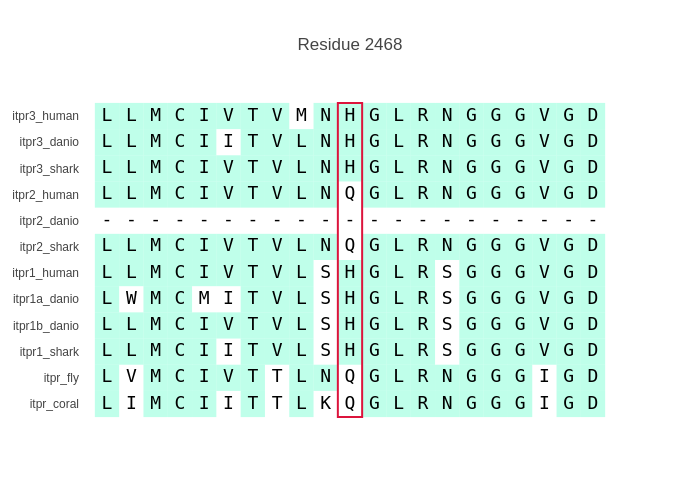 Residue 2468
itpr3_human L L M C I V T V M N H G L R N G G G V G D
itpr3_danio L L M C I I T V L N H G L R N G G G V G D
itpr3_shark L L M C I V T V L N H G L R N G G G V G D
itpr2_human L L M C I V T V L N Q G L R N G G G V G D
itpr2_danio - - - - - - - - - - - - - - - - - - - - -
itpr2_shark L L M C I V T V L N Q G L R N G G G V G D
itpr1_human L L M C I V T V L S H G L R S G G G V G D
itpr1a_danio L W M C M I T V L S H G L R S G G G V G D
itpr1b_danio L L M C I V T V L S H G L R S G G G V G D
itpr1_shark L L M C I I T V L S H G L R S G G G V G D
itpr_fly L V M C I V T T L N Q G L R N G G G I G D
itpr_coral L I M C I I T T L K Q G L R N G G G I G D